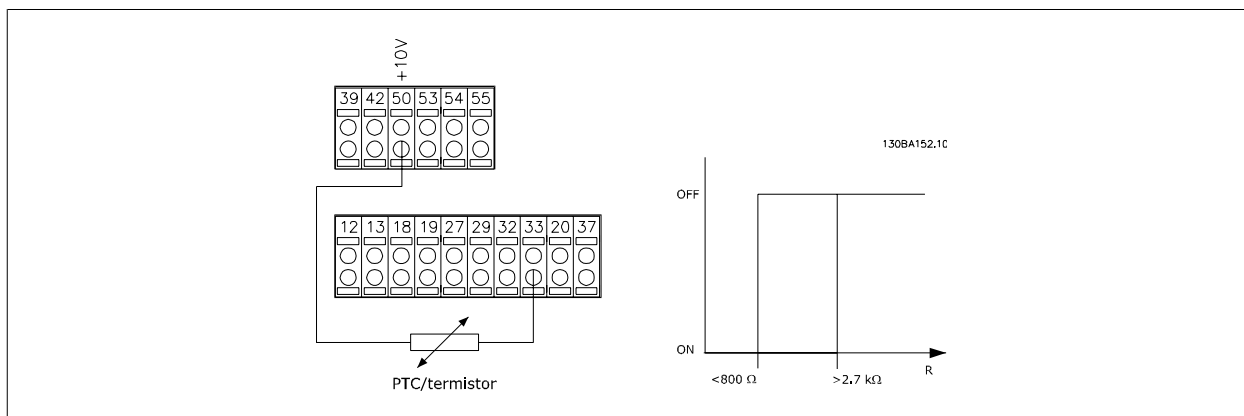 +10V
39 42 50 53 54 55
12 13 18 19 27 29 32 33 20 37
PTC/termistor
130BA152.10
OFF
ON
<800 Ω
>2.7 kΩ
R